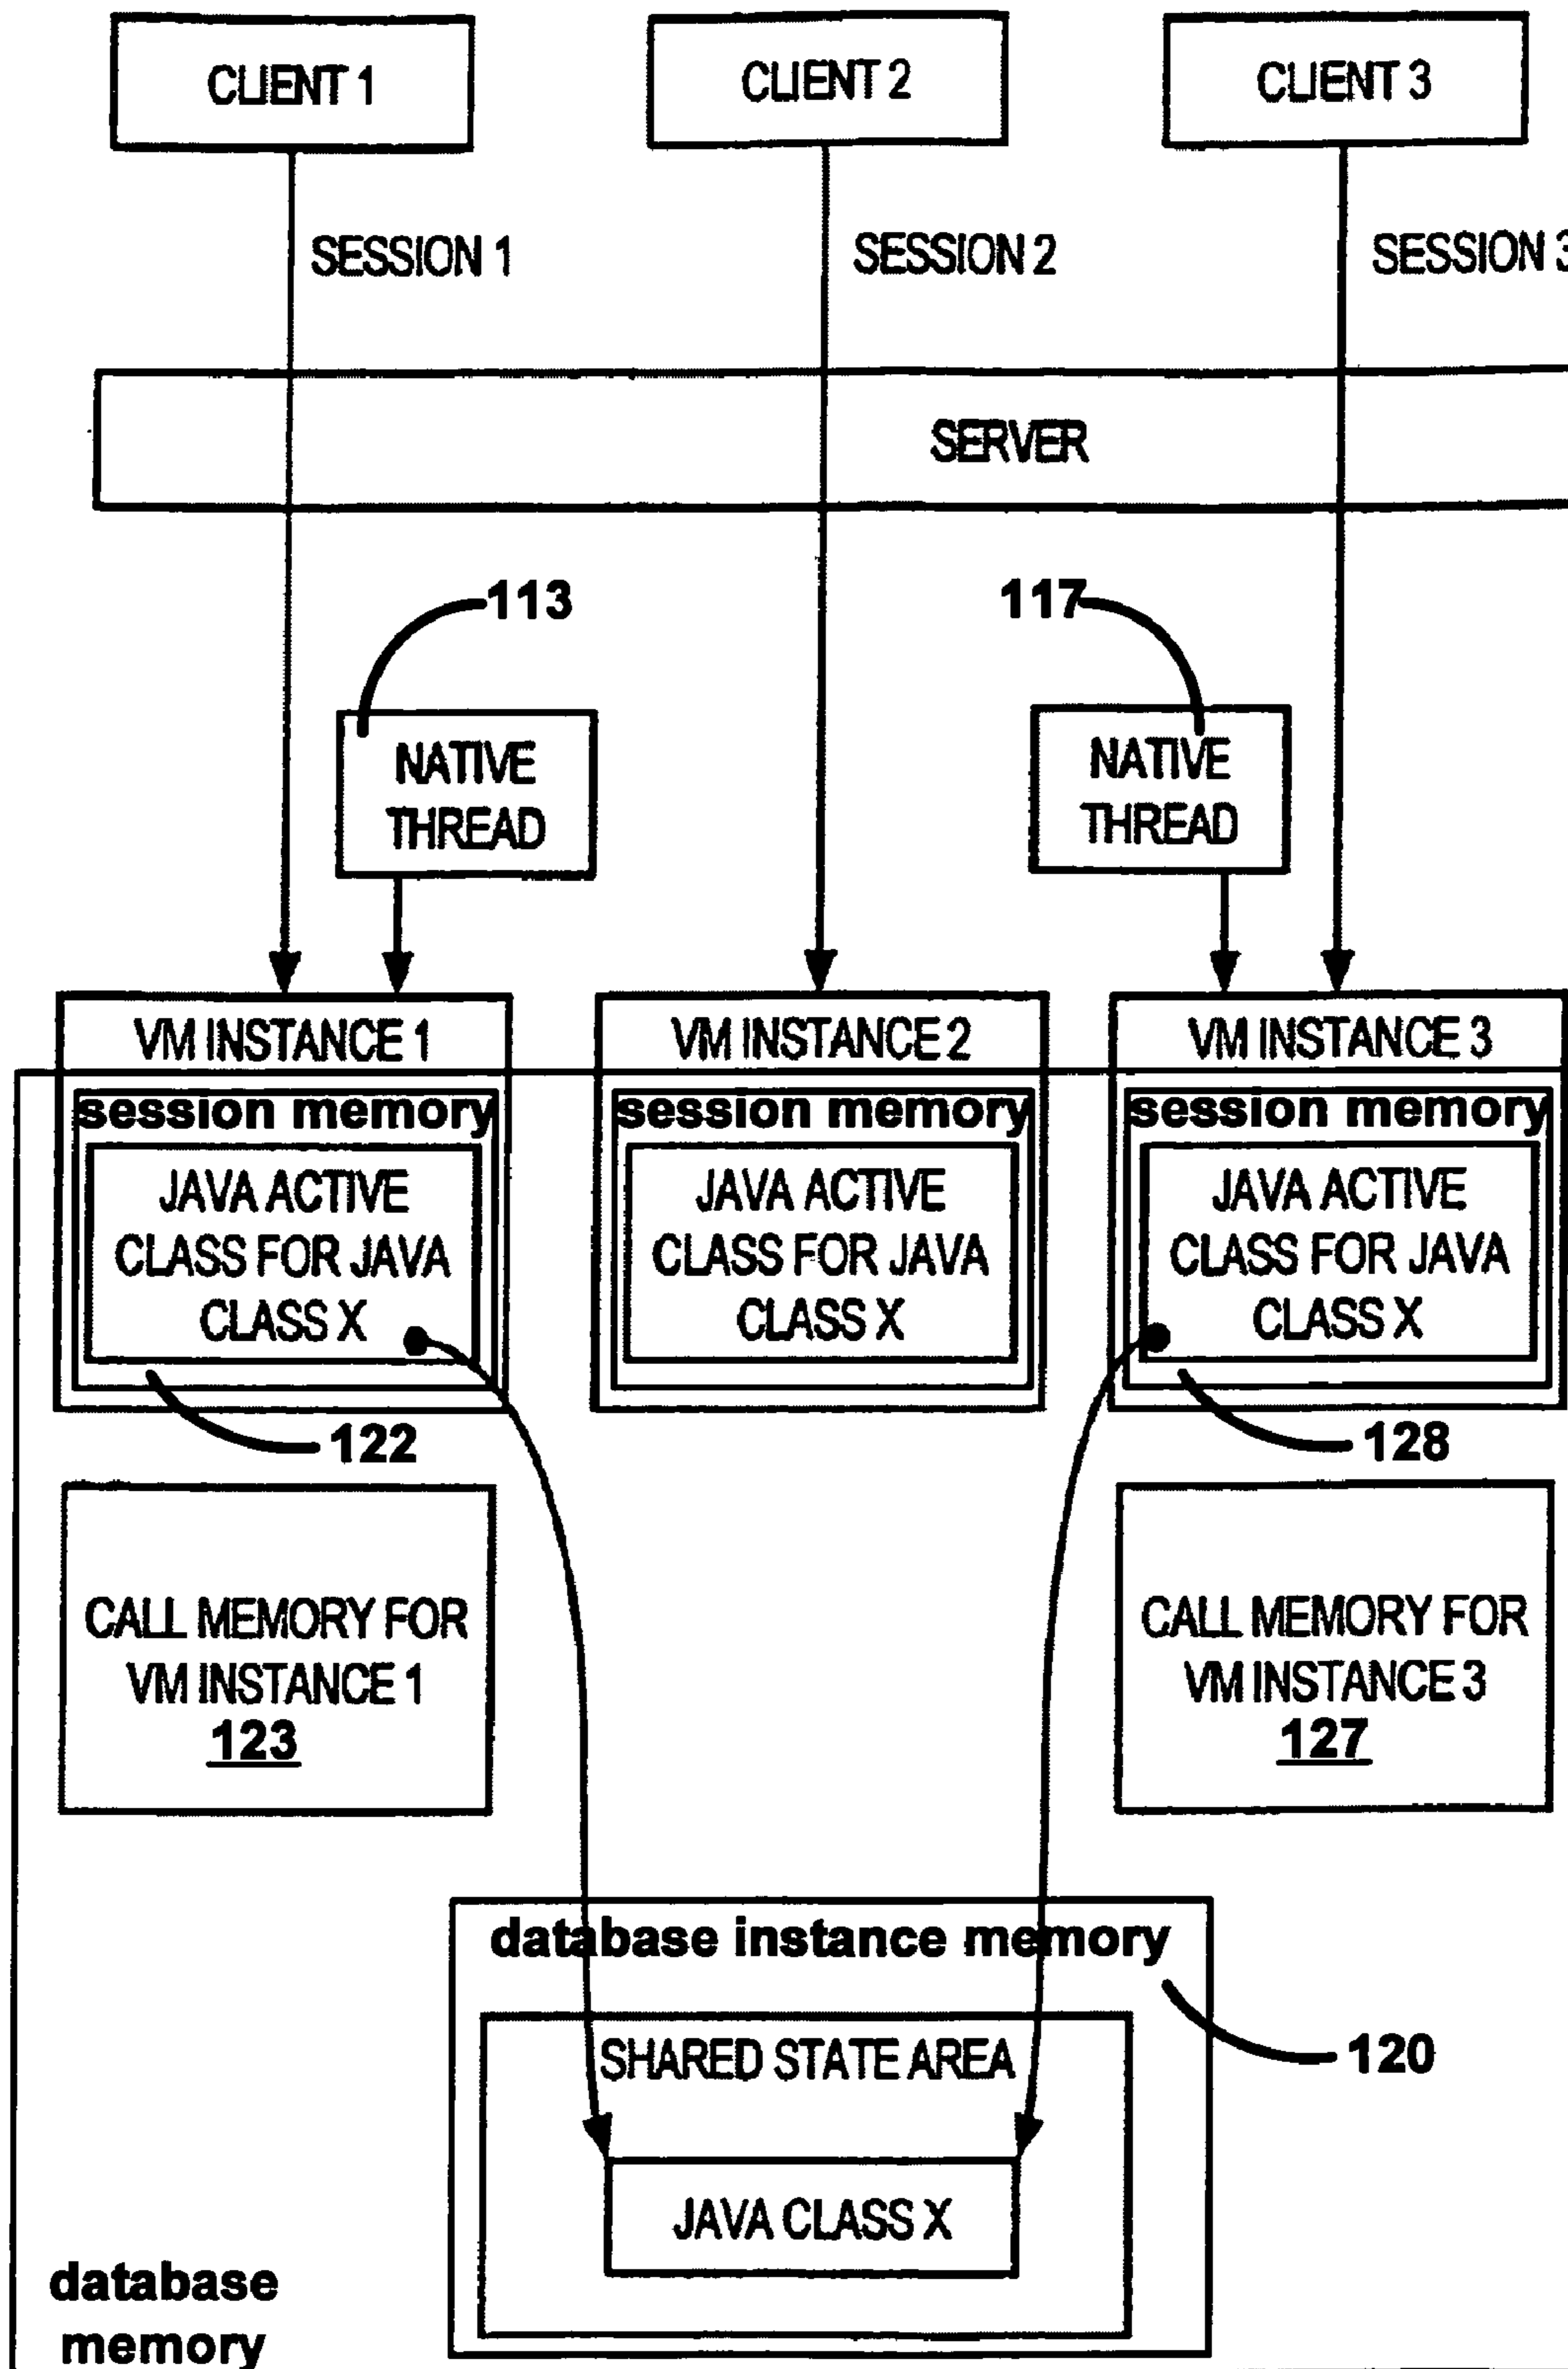 CLIENT 1
CLIENT 2
CLIENT 3
SESSION 1
SESSION 2
SESSION 3
SERVER
113
117
NATIVE
THREAD
NATIVE
THREAD
VM INSTANCE 1
VM INSTANCE 2
VM INSTANCE 3
session memory
session memory
session memory
JAVA ACTIVE
CLASS FOR JAVA
CLASS X
JAVA ACTIVE
CLASS FOR JAVA
CLASS X
JAVA ACTIVE
CLASS FOR JAVA
CLASS X
122
128
CALL MEMORY FOR
VM INSTANCE 1
123
CALL MEMORY FOR
VM INSTANCE 3
127
database instance memory
SHARED STATE AREA
120
JAVA CLASS X
database
memory